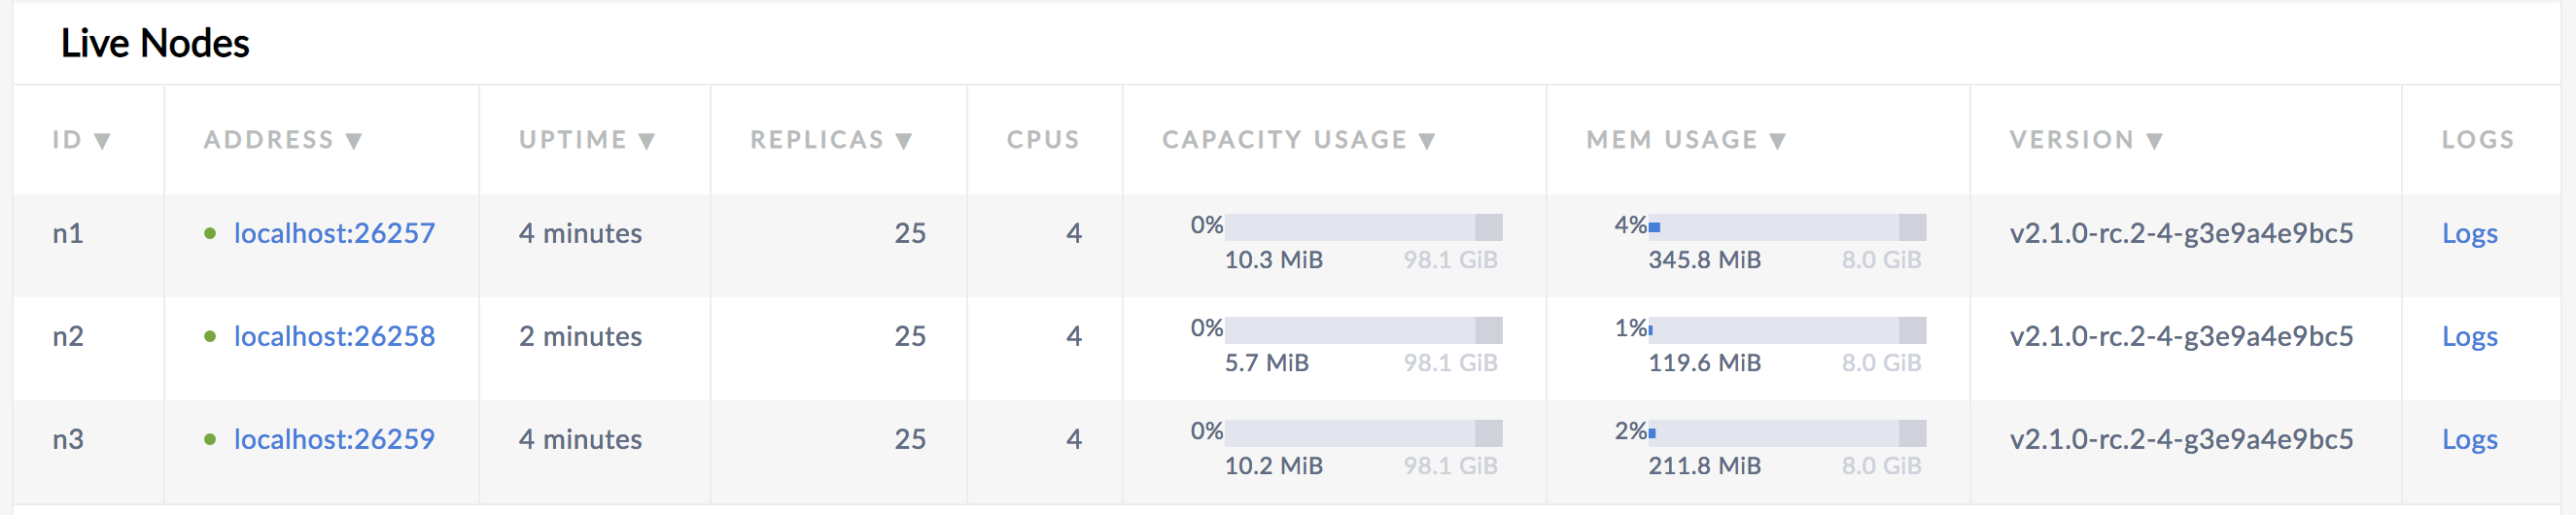 Live Nodes
ID ▼ ADDRESS ▼ UPTIME ▼ REPLICAS ▼ CPUS CAPACITY USAGE ▼ MEM USAGE ▼ VERSION ▼ LOGS
n1 localhost:26257 4 minutes 25 4 0% 10.3 MiB 98.1 GiB 4% 345.8 MiB 8.0 GiB v2.1.0-rc.2-4-g3e9a4e9bc5 Logs
n2 localhost:26258 2 minutes 25 4 0% 5.7 MiB 98.1 GiB 1% 119.6 MiB 8.0 GiB v2.1.0-rc.2-4-g3e9a4e9bc5 Logs
n3 localhost:26259 4 minutes 25 4 0% 10.2 MiB 98.1 GiB 2% 211.8 MiB 8.0 GiB v2.1.0-rc.2-4-g3e9a4e9bc5 Logs